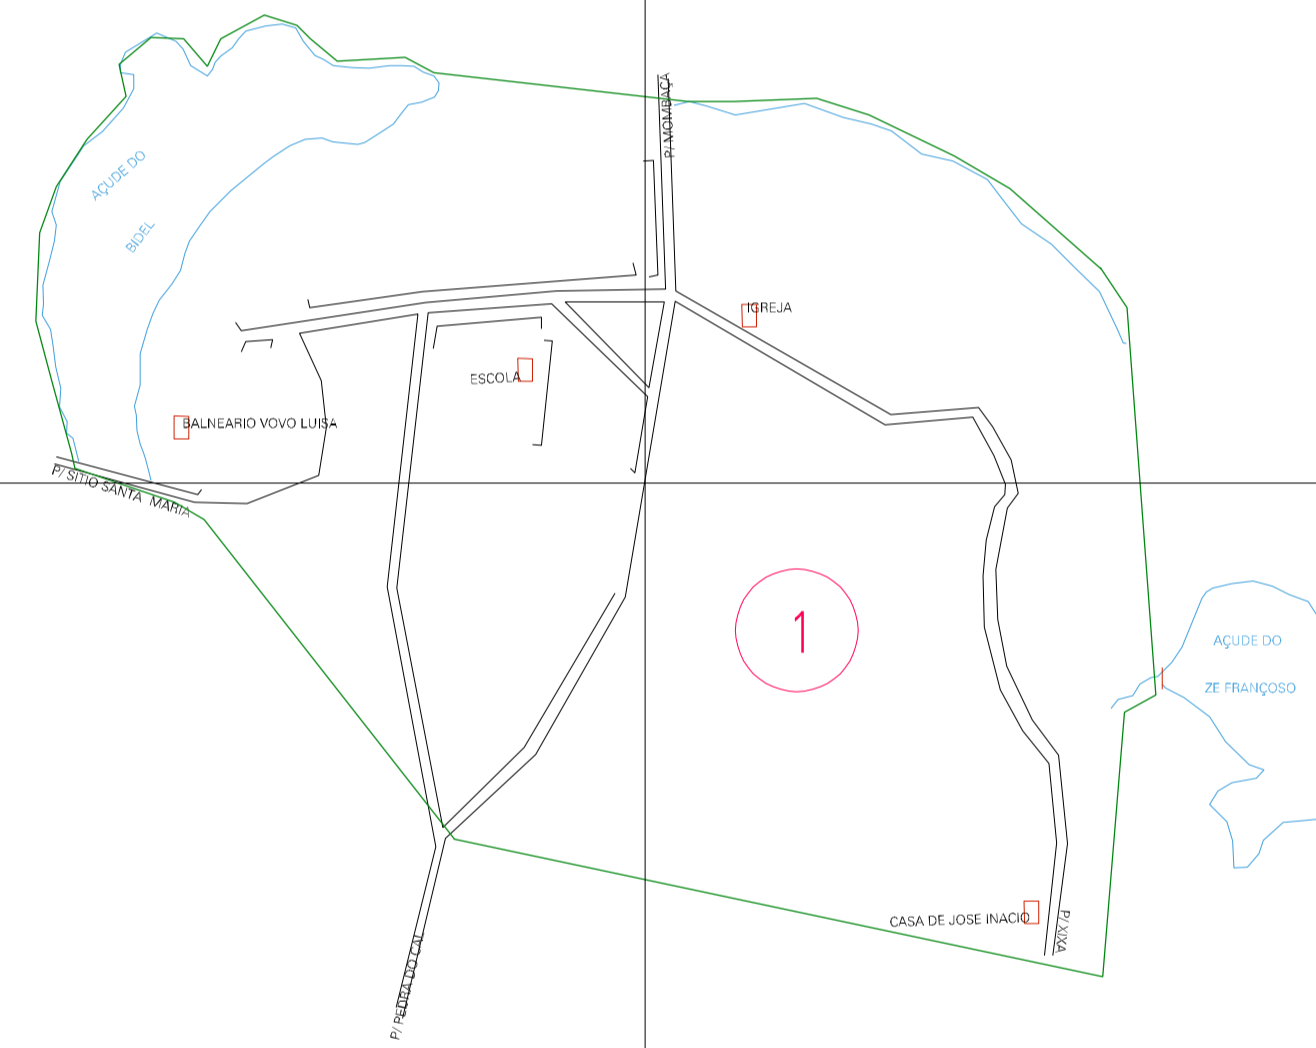 P/ MOMBAÇA
AÇUDE DO
BIDEL
IGREJA
ESCOLA
BALNEARIO VOVO LUISA
P/ SITIO SANTA MARIA
1
AÇUDE DO
ZE FRANÇOSO
CASA DE JOSE INACIO
P/ XIXA
P/ PEDRA DO CAL